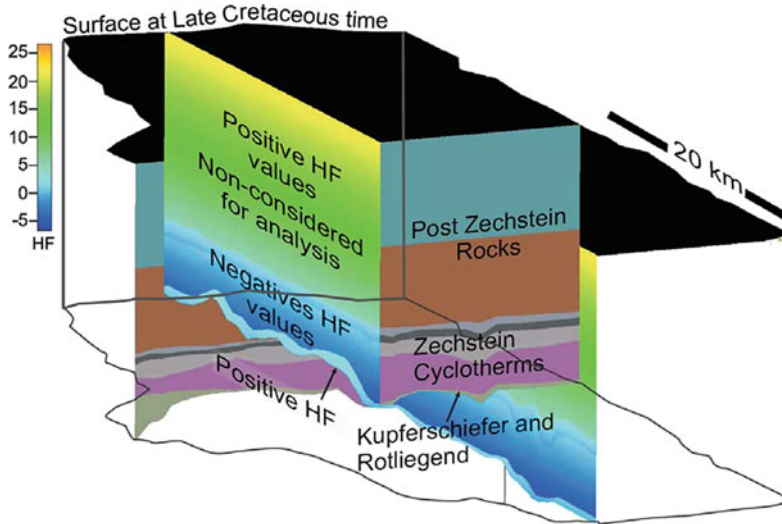 Surface at Late Cretaceous time
25
20
15
10
5
0
-5
HF
Positive HF
values
Non-considered
for analysis
Negatives HF
values
Positive HF
20 km
Post Zechstein
Rocks
Zechstein
Cyclotherms
Kupferschiefer and
Rotliegend